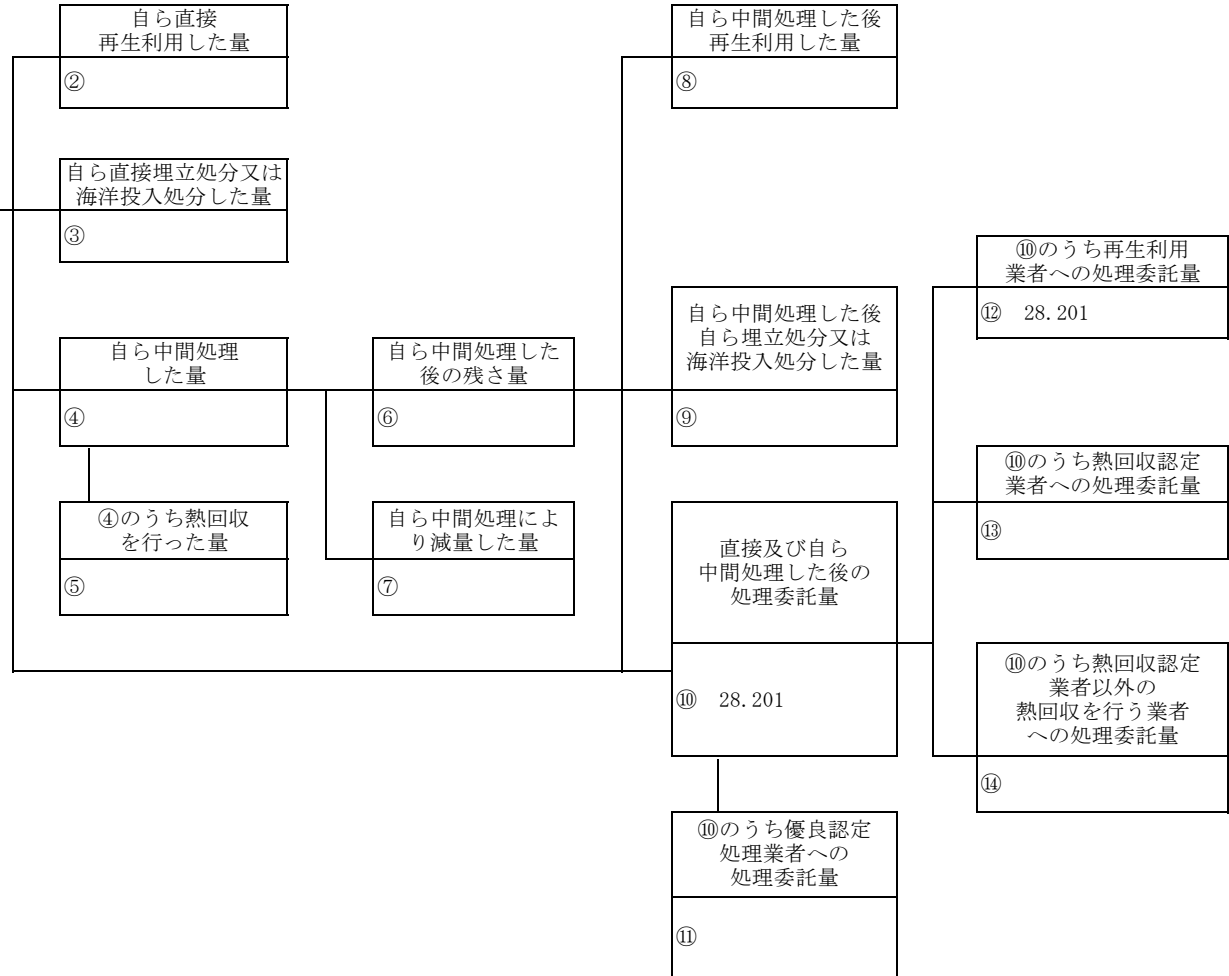 自ら直接
再生利用した量
②
自ら直接埋立処分又は
海洋投入処分した量
③
自ら中間処理
した量
④
④のうち熱回収
を行った量
⑤
自ら中間処理した
後の残さ量
⑥
自ら中間処理によ
り減量した量
⑦
自ら中間処理した後
再生利用した量
⑧
自ら中間処理した後
自ら埋立処分又は
海洋投入処分した量
⑨
直接及び自ら
中間処理した後の
処理委託量
⑩ 28.201
⑩のうち優良認定
処理業者への
処理委託量
⑪
⑩のうち再生利用
業者への処理委託量
⑫ 28.201
⑩のうち熱回収認定
業者への処理委託量
⑬
⑩のうち熱回収認定
業者以外の
熱回収を行う業者
への処理委託量
⑭